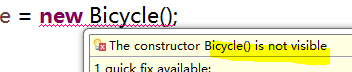 e = new Bicycle();
The constructor Bicycle() is not visible
1 quick fix available: